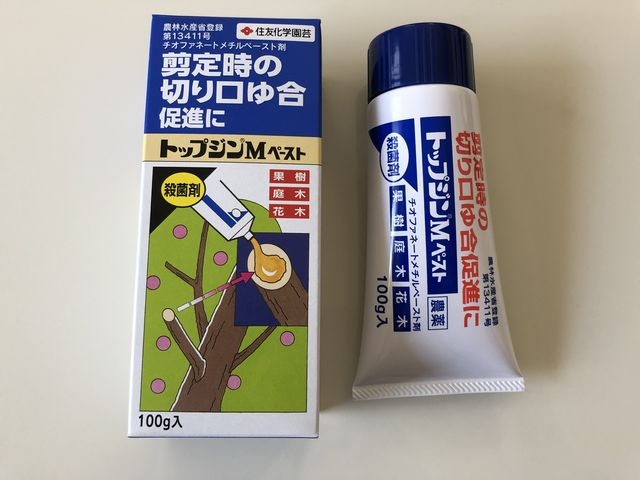 農林水産省登録
第13411号
チオファネートメチルペースト剤
住友化学園芸
剪定時の
切り口ゆ合
促進に
トップジンMペースト
殺菌剤
果樹
庭木
花木
100g入
剪定時の
切り口ゆ合促進に
農林水産省登録
第13411号
トップジンMペースト
農薬
殺菌剤
チオファネートメチルペースト剤
果樹 庭木 花木
100g入